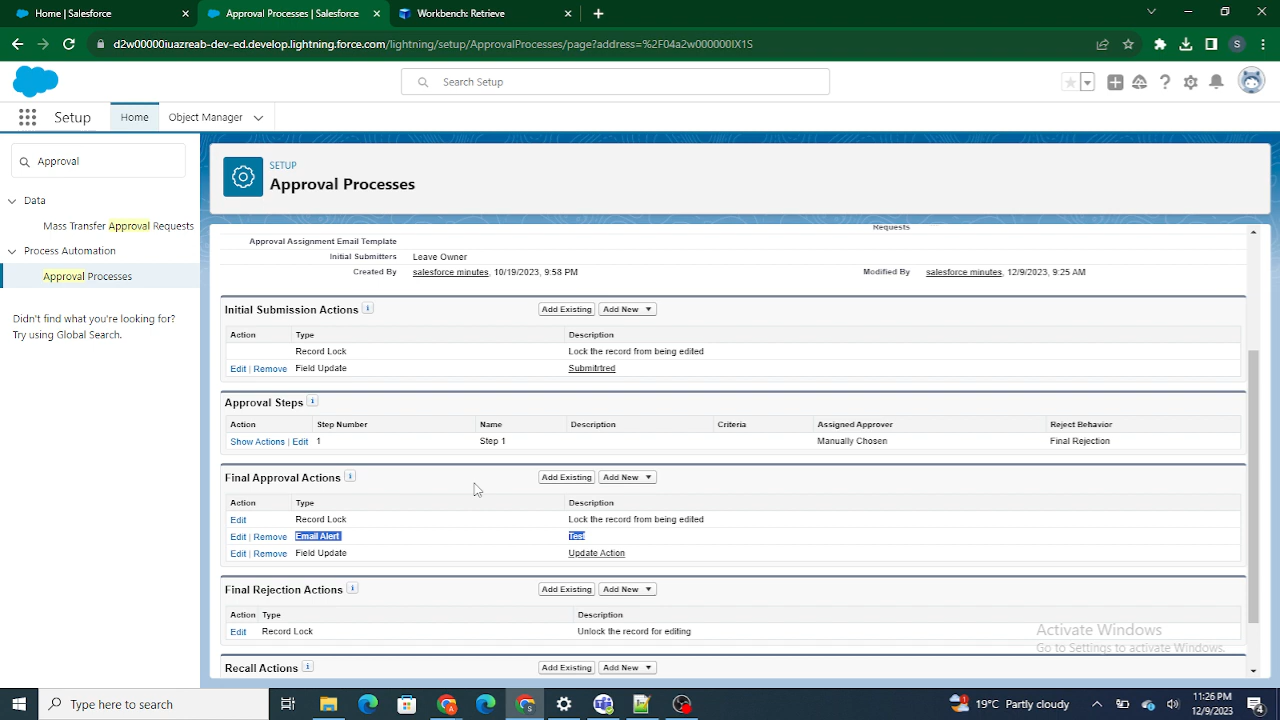 Home | Salesforce
Approval Processes | Salesforce
Workbench: Retrieve
d2w00000iuazreab-dev-ed.develop.lightning.force.com/lightning/setup/ApprovalProcesses/page?address=%2F04a2w000000IX1S
S
Search Setup
Setup Home Object Manager
Approval
Data
Mass Transfer Approval Requests
Process Automation
Approval Processes
Didn't find what you're looking for?
Try using Global Search.
SETUP
Approval Processes
Requests
Approval Assignment Email Template
Initial Submitters Leave Owner
Created By salesforce minutes, 10/19/2023, 9:58 PM Modified By salesforce minutes, 12/9/2023, 9:25 AM
Initial Submission Actions i Add Existing Add New
Action Type Description
Record Lock Lock the record from being edited
Edit | Remove Field Update Submitrtred
Approval Steps i
Action Step Number Name Description Criteria Assigned Approver Reject Behavior
Show Actions | Edit 1 Step 1 Manually Chosen Final Rejection
Final Approval Actions i Add Existing Add New
Action Type Description
Edit Record Lock Lock the record from being edited
Edit | Remove Email Alert Test
Edit | Remove Field Update Update Action
Final Rejection Actions i Add Existing Add New
Action Type Description
Edit Record Lock Unlock the record for editing
Recall Actions i Add Existing Add New
Activate Windows
Go to Settings to activate Windows.
Type here to search
19°C Partly cloudy
11:26 PM
12/9/2023
4